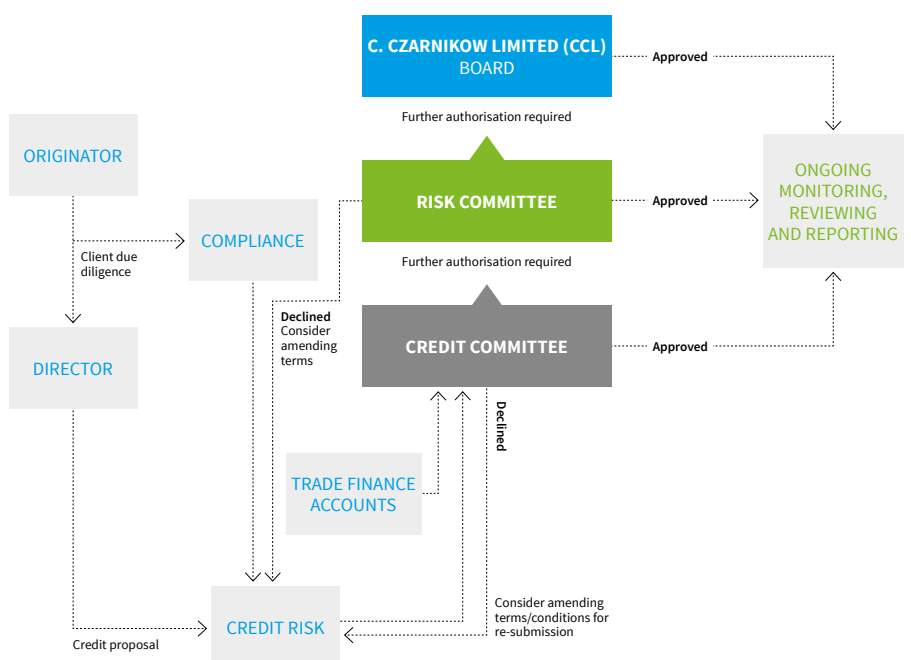 C. CZARNIKOW LIMITED (CCL)
BOARD
Approved
Further authorisation required
ORIGINATOR
RISK COMMITTEE
Approved
ONGOING
MONITORING,
REVIEWING
AND REPORTING
COMPLIANCE
Client due
diligence
Further authorisation required
Declined
Consider
amending
terms
CREDIT COMMITTEE
Approved
DIRECTOR
Declined
TRADE FINANCE
ACCOUNTS
Consider amending
terms/conditions for
re-submission
CREDIT RISK
Credit proposal